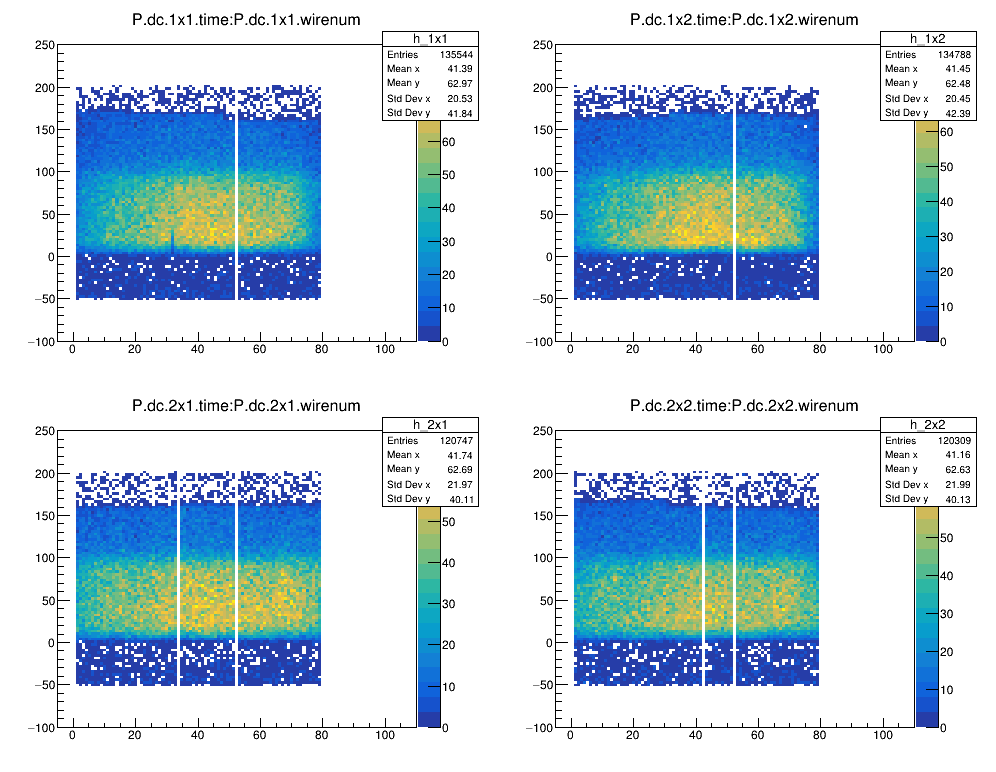 P.dc.1x1.time:P.dc.1x1.wirenum
h_1x1
Entries 135544
Mean x 41.39
Mean y 62.97
Std Dev x 20.53
Std Dev y 41.84
250
200
150
100
50
0
−50
−100
0 20 40 60 80 100
60
50
40
30
20
10
0
P.dc.1x2.time:P.dc.1x2.wirenum
h_1x2
Entries 134788
Mean x 41.45
Mean y 62.48
Std Dev x 20.45
Std Dev y 42.39
250
200
150
100
50
0
−50
−100
0 20 40 60 80 100
60
50
40
30
20
10
0
P.dc.2x1.time:P.dc.2x1.wirenum
h_2x1
Entries 120747
Mean x 41.74
Mean y 62.69
Std Dev x 21.97
Std Dev y 40.11
250
200
150
100
50
0
−50
−100
0 20 40 60 80 100
50
40
30
20
10
0
P.dc.2x2.time:P.dc.2x2.wirenum
h_2x2
Entries 120309
Mean x 41.16
Mean y 62.63
Std Dev x 21.99
Std Dev y 40.13
250
200
150
100
50
0
−50
−100
0 20 40 60 80 100
50
40
30
20
10
0